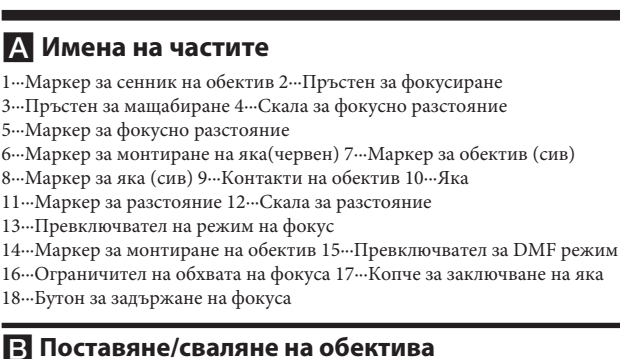 A Имена на частите
1···Маркер за сенник на обектив 2···Пръстен за фокусиране
3···Пръстен за мащабиране 4···Скала за фокусно разстояние
5···Маркер за фокусно разстояние
6···Маркер за монтиране на яка(червен) 7···Маркер за обектив (сив)
8···Маркер за яка (сив) 9···Контакти на обектив 10···Яка
11···Маркер за разстояние 12···Скала за разстояние
13···Превключвател на режим на фокус
14···Маркер за монтиране на обектив 15···Превключвател за DMF режим
16···Ограничител на обхвата на фокуса 17···Копче за заключване на яка
18···Бутон за задържане на фокуса
B Поставяне/сваляне на обектива